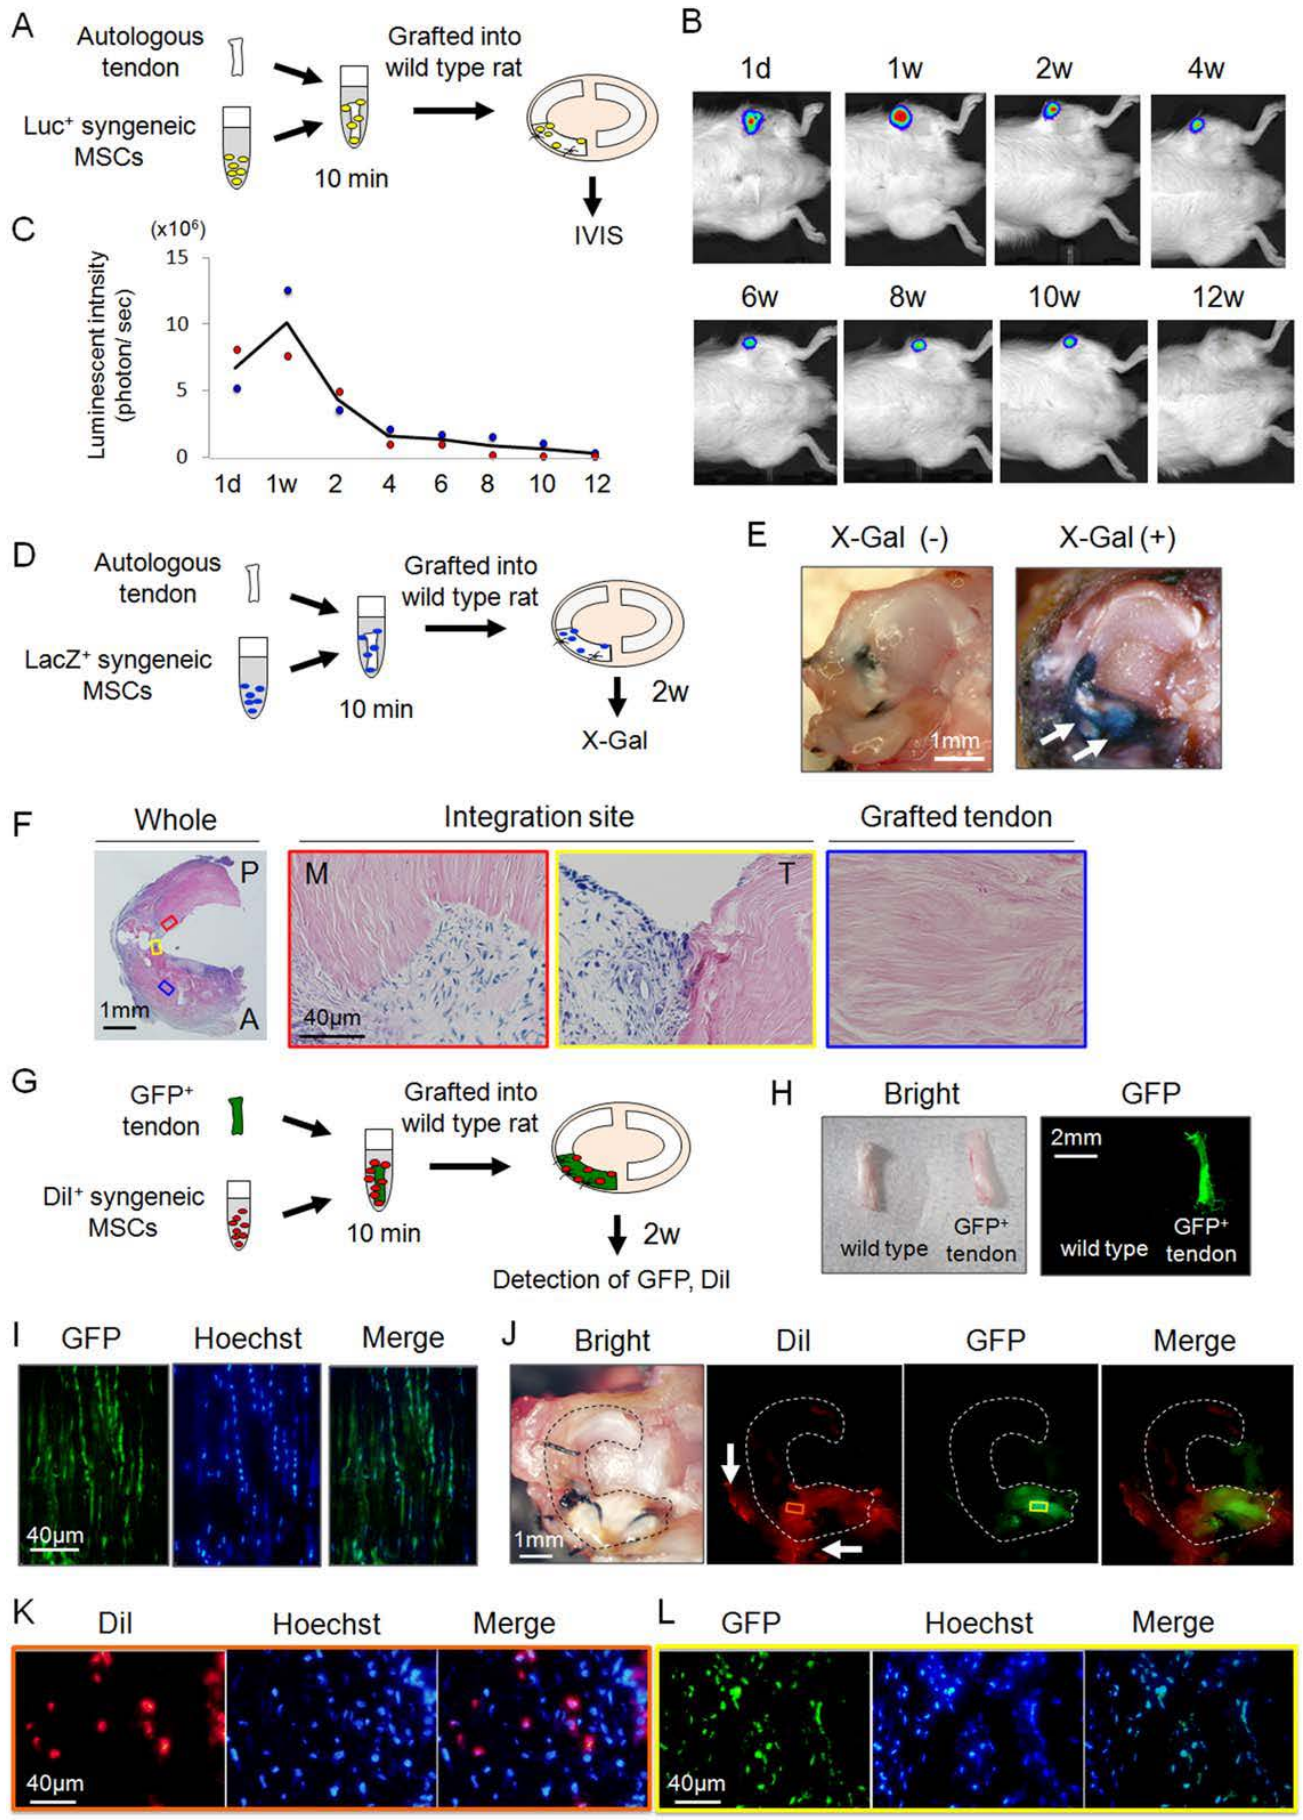 A
Autologous
tendon
Luc⁺ syngeneic
MSCs
10 min
Grafted into
wild type rat
IVIS
B
1d
1w
2w
4w
6w
8w
10w
12w
C
(x10⁶)
Luminescent intnsity
(photon/ sec)
15
10
5
0
1d
1w
2
4
6
8
10
12
D
Autologous
tendon
LacZ⁺ syngeneic
MSCs
10 min
Grafted into
wild type rat
2w
X-Gal
E
X-Gal (-)
X-Gal (+)
1mm
F
Whole
Integration site
Grafted tendon
P
A
1mm
M
40μm
T
G
GFP⁺
tendon
DiI⁺ syngeneic
MSCs
10 min
Grafted into
wild type rat
2w
Detection of GFP, DiI
H
Bright
GFP
wild type
GFP⁺
tendon
2mm
wild type
GFP⁺
tendon
I
GFP
Hoechst
Merge
40μm
J
Bright
DiI
GFP
Merge
1mm
K
DiI
Hoechst
Merge
40μm
L
GFP
Hoechst
Merge
40μm